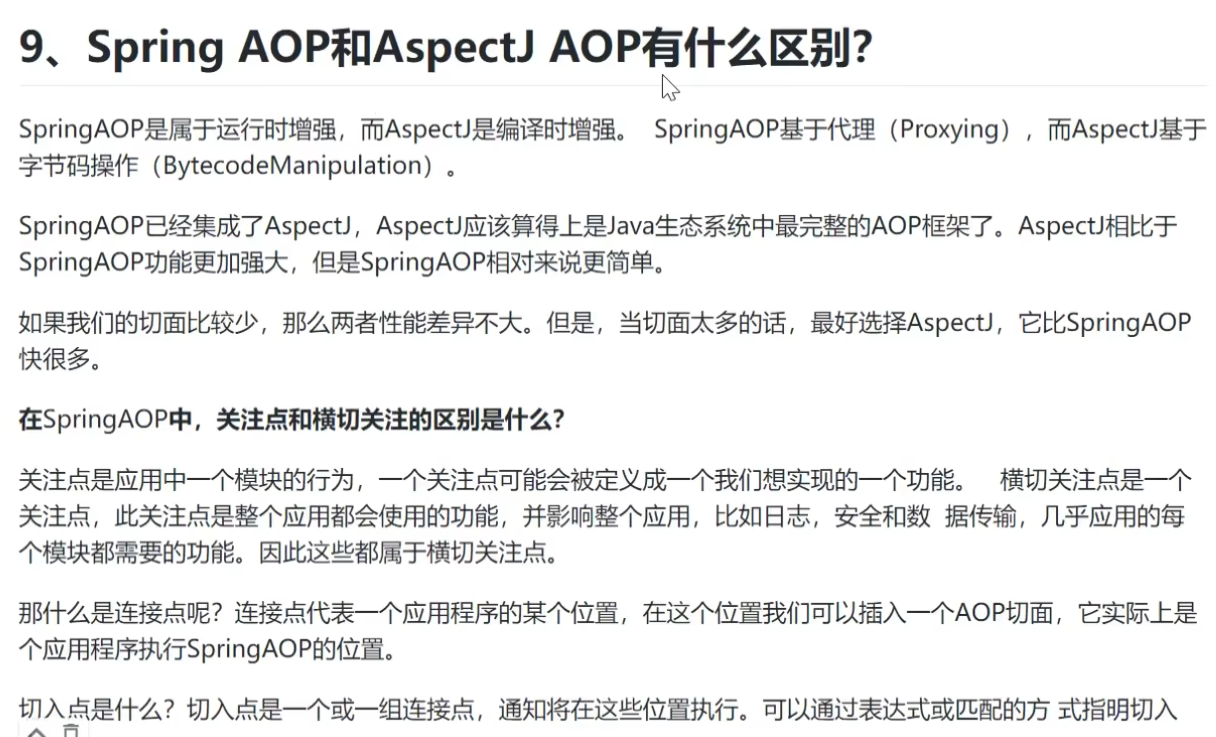 9、Spring AOP和AspectJ AOP有什么区别？
SpringAOP是属于运行时增强，而AspectJ是编译时增强。 SpringAOP基于代理（Proxying），而AspectJ基于
字节码操作（BytecodeManipulation）。
SpringAOP已经集成了AspectJ，AspectJ应该算得上是Java生态系统中最完整的AOP框架了。AspectJ相比于
SpringAOP功能更加强大，但是SpringAOP相对来说更简单。
如果我们的切面比较少，那么两者性能差异不大。但是，当切面太多的话，最好选择AspectJ，它比SpringAOP
快很多。
在SpringAOP中，关注点和横切关注的区别是什么？
关注点是应用中一个模块的行为，一个关注点可能会被定义成一个我们想实现的一个功能。 横切关注点是一个
关注点，此关注点是整个应用都会使用的功能，并影响整个应用，比如日志，安全和数 据传输，几乎应用的每
个模块都需要的功能。因此这些都属于横切关注点。
那什么是连接点呢？连接点代表一个应用程序的某个位置，在这个位置我们可以插入一个AOP切面，它实际上是
个应用程序执行SpringAOP的位置。
切入点是什么？切入点是一个或一组连接点，通知将在这些位置执行。可以通过表达式或匹配的方 式指明切入